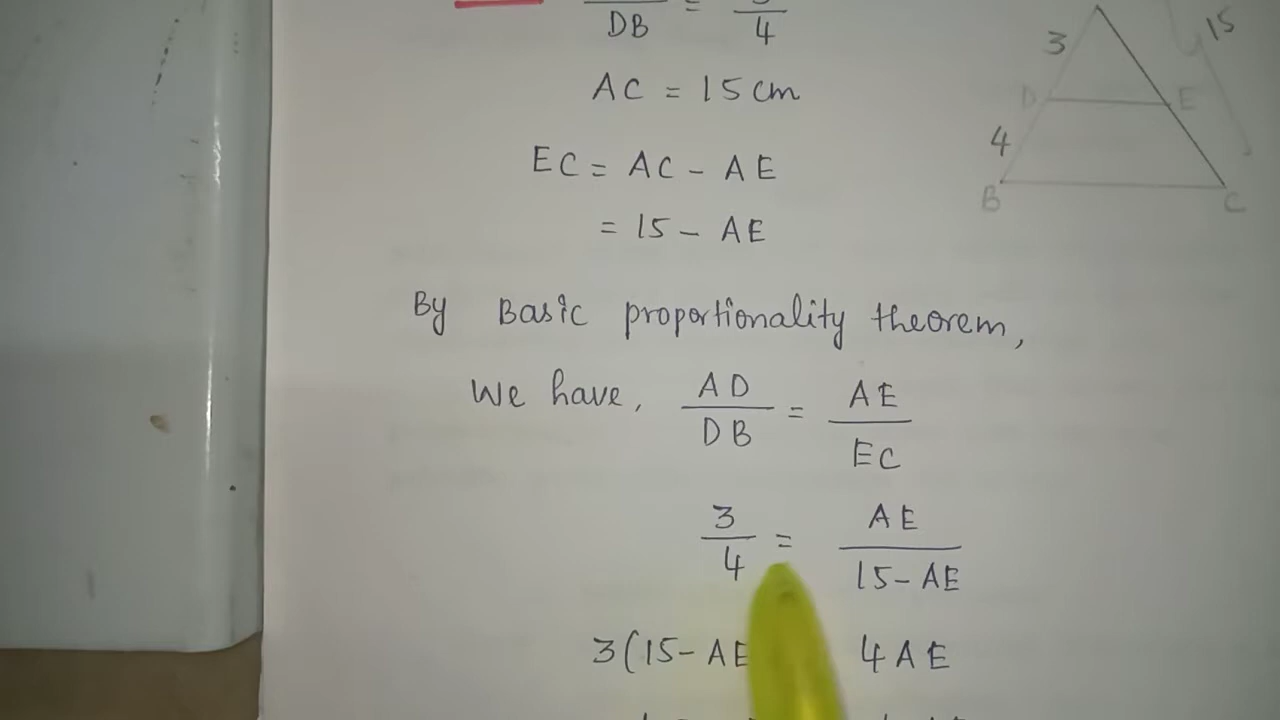 DB = 4
AC = 15 cm
EC = AC - AE
= 15 - AE
By Basic proportionality theorem,
We have, AD/DB = AE/EC
3/4 = AE/15-AE
3(15-AE 4AE
3
15
D E
4
B C